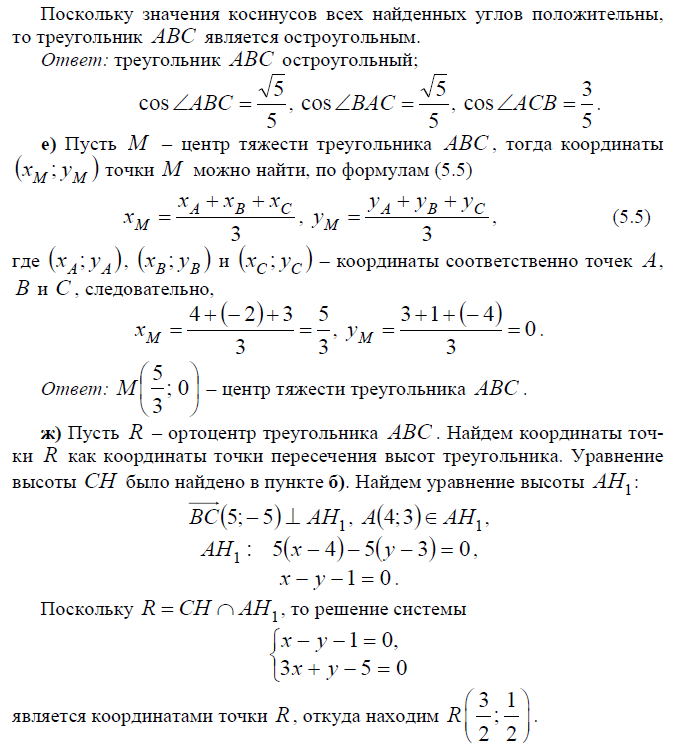 Поскольку значения косинусов всех найденных углов положительны,
то треугольник ABC является остроугольным.
Ответ: треугольник ABC остроугольный;
cos∠ABC = √5/5, cos∠BAC = √5/5, cos∠ACB = 3/5.
е) Пусть M – центр тяжести треугольника ABC, тогда координаты
(x_M; y_M) точки M можно найти, по формулам (5.5)
x_M = (x_A + x_B + x_C)/3, y_M = (y_A + y_B + y_C)/3, (5.5)
где (x_A; y_A), (x_B; y_B) и (x_C; y_C) – координаты соответственно точек A,
B и C, следовательно,
x_M = (4+(−2)+3)/3 = 5/3, y_M = (3+1+(−4))/3 = 0.
Ответ: M(5/3; 0) – центр тяжести треугольника ABC.
ж) Пусть R – ортоцентр треугольника ABC. Найдем координаты точ-
ки R как координаты точки пересечения высот треугольника. Уравнение
высоты CH было найдено в пункте б). Найдем уравнение высоты AH₁:
BC⃗(5; −5) ⊥ AH₁, A(4;3) ∈ AH₁,
AH₁: 5(x − 4) − 5(y − 3) = 0,
x − y − 1 = 0.
Поскольку R = CH ∩ AH₁, то решение системы
{x − y − 1 = 0,
3x + y − 5 = 0
является координатами точки R, откуда находим R(3/2; 1/2).